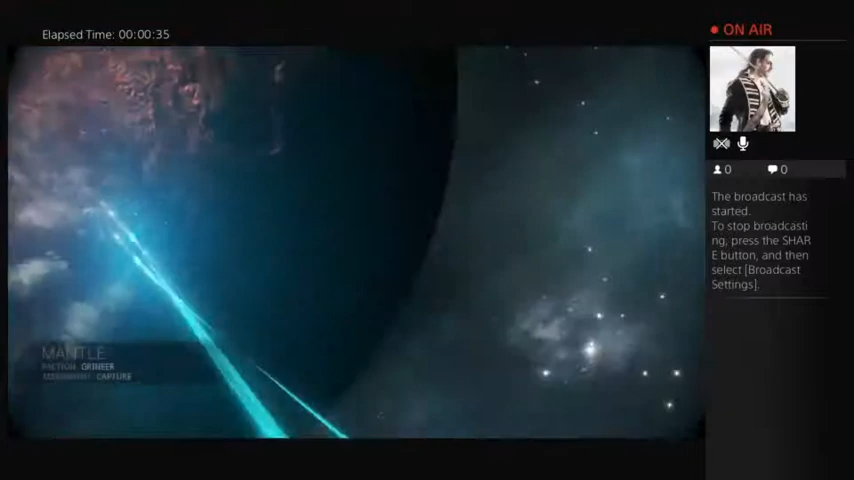 Elapsed Time: 00:00:35
ON AIR
0
0
The broadcast has
started.
To stop broadcasti
ng, press the SHAR
E button, and then
select [Broadcast
Settings].
MANTLE
FACTION: GRINEER
ASSIGNMENT: CAPTURE